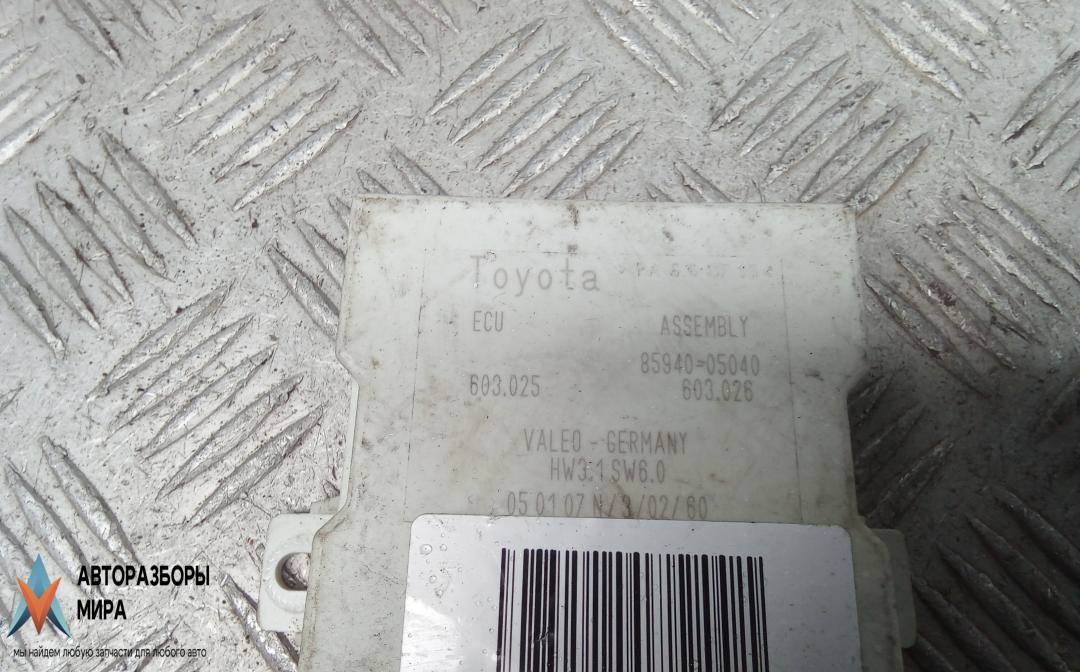 Toyota
ECU ASSEMBLY
85940-05040
603.025 603.026
VALEO - GERMANY
HW3.1 SW6.0
05 01 07 N/3/02/60
АВТОРАЗБОРЫ
МИРА
мы найдем любую запчасти для любого авто